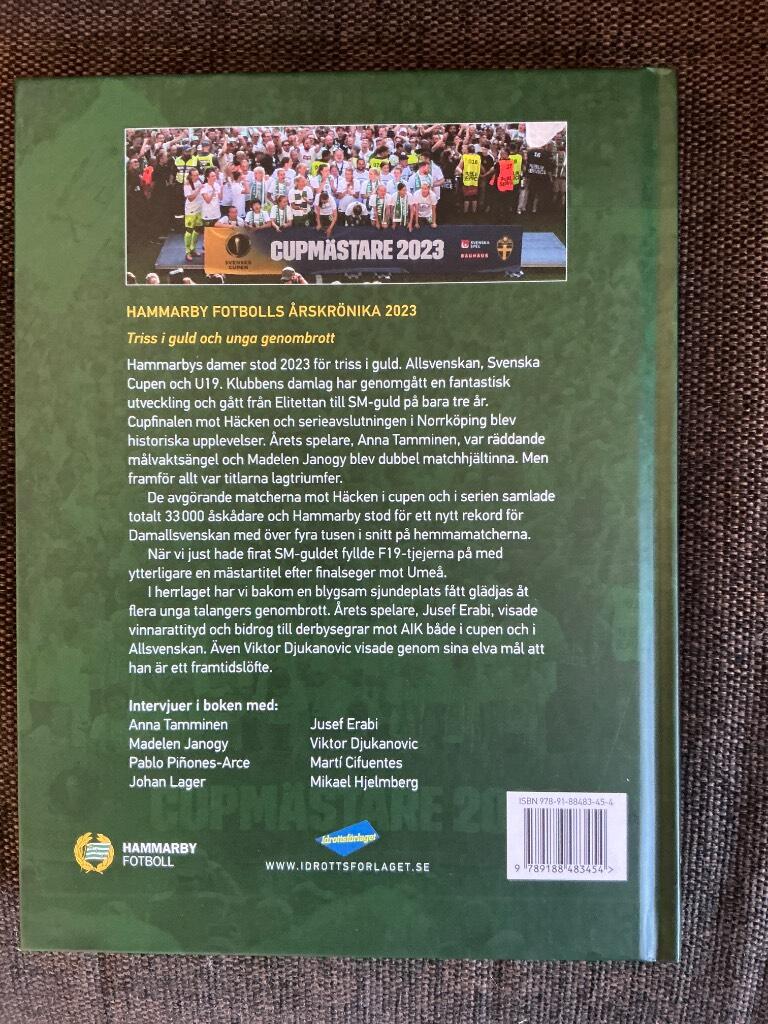 CUPMÄSTARE 2023
SVENSKA CUPEN
SVENSKA SPEL
BAUHAUS
HAMMARBY FOTBOLLS ÅRSKRÖNIKA 2023
Triss i guld och unga genombrott
Hammarbys damer stod 2023 för triss i guld. Allsvenskan, Svenska
Cupen och U19. Klubbens damlag har genomgått en fantastisk
utveckling och gått från Elitettan till SM-guld på bara tre år.
Cupfinalen mot Häcken och serieavslutningen i Norrköping blev
historiska upplevelser. Årets spelare, Anna Tamminen, var räddande
målvaktsängel och Madelen Janogy blev dubbel matchhjältinna. Men
framför allt var titlarna lagtriumfer.
De avgörande matcherna mot Häcken i cupen och i serien samlade
totalt 33 000 åskådare och Hammarby stod för ett nytt rekord för
Damallsvenskan med över fyra tusen i snitt på hemmamatcherna.
När vi just hade firat SM-guldet fyllde F19-tjejerna på med
ytterligare en mästartitel efter finalseger mot Umeå.
I herrlaget har vi bakom en blygsam sjundeplats fått glädjas åt
flera unga talangers genombrott. Årets spelare, Jusef Erabi, visade
vinnarattityd och bidrog till derbysegrar mot AIK både i cupen och i
Allsvenskan. Även Viktor Djukanovic visade genom sina elva mål att
han är ett framtidslöfte.
Intervjuer i boken med:
Anna Tamminen
Madelen Janogy
Pablo Piñones-Arce
Johan Lager
Jusef Erabi
Viktor Djukanovic
Martí Cifuentes
Mikael Hjelmberg
CUPMÄSTARE 20
HAMMARBY
FOTBOLL
Idrottsförlaget
WWW.IDROTTSFORLAGET.SE
ISBN 978-91-88483-45-4
9 789188 483454 >